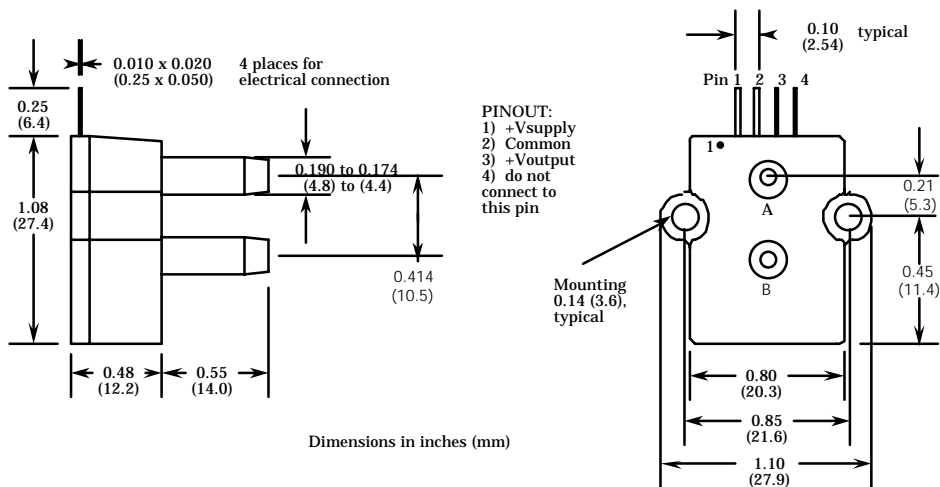 0.010 x 0.020
(0.25 x 0.050)
4 places for
electrical connection
0.25
(6.4)
1.08
(27.4)
0.190 to 0.174
(4.8) to (4.4)
0.414
(10.5)
0.48
(12.2)
0.55
(14.0)
PINOUT:
1) +Vsupply
2) Common
3) +Voutput
4) do not
connect to
this pin
0.10
(2.54)
typical
Pin 1 2 3 4
1
A
B
0.21
(5.3)
0.45
(11.4)
Mounting
0.14 (3.6),
typical
0.80
(20.3)
0.85
(21.6)
1.10
(27.9)
Dimensions in inches (mm)